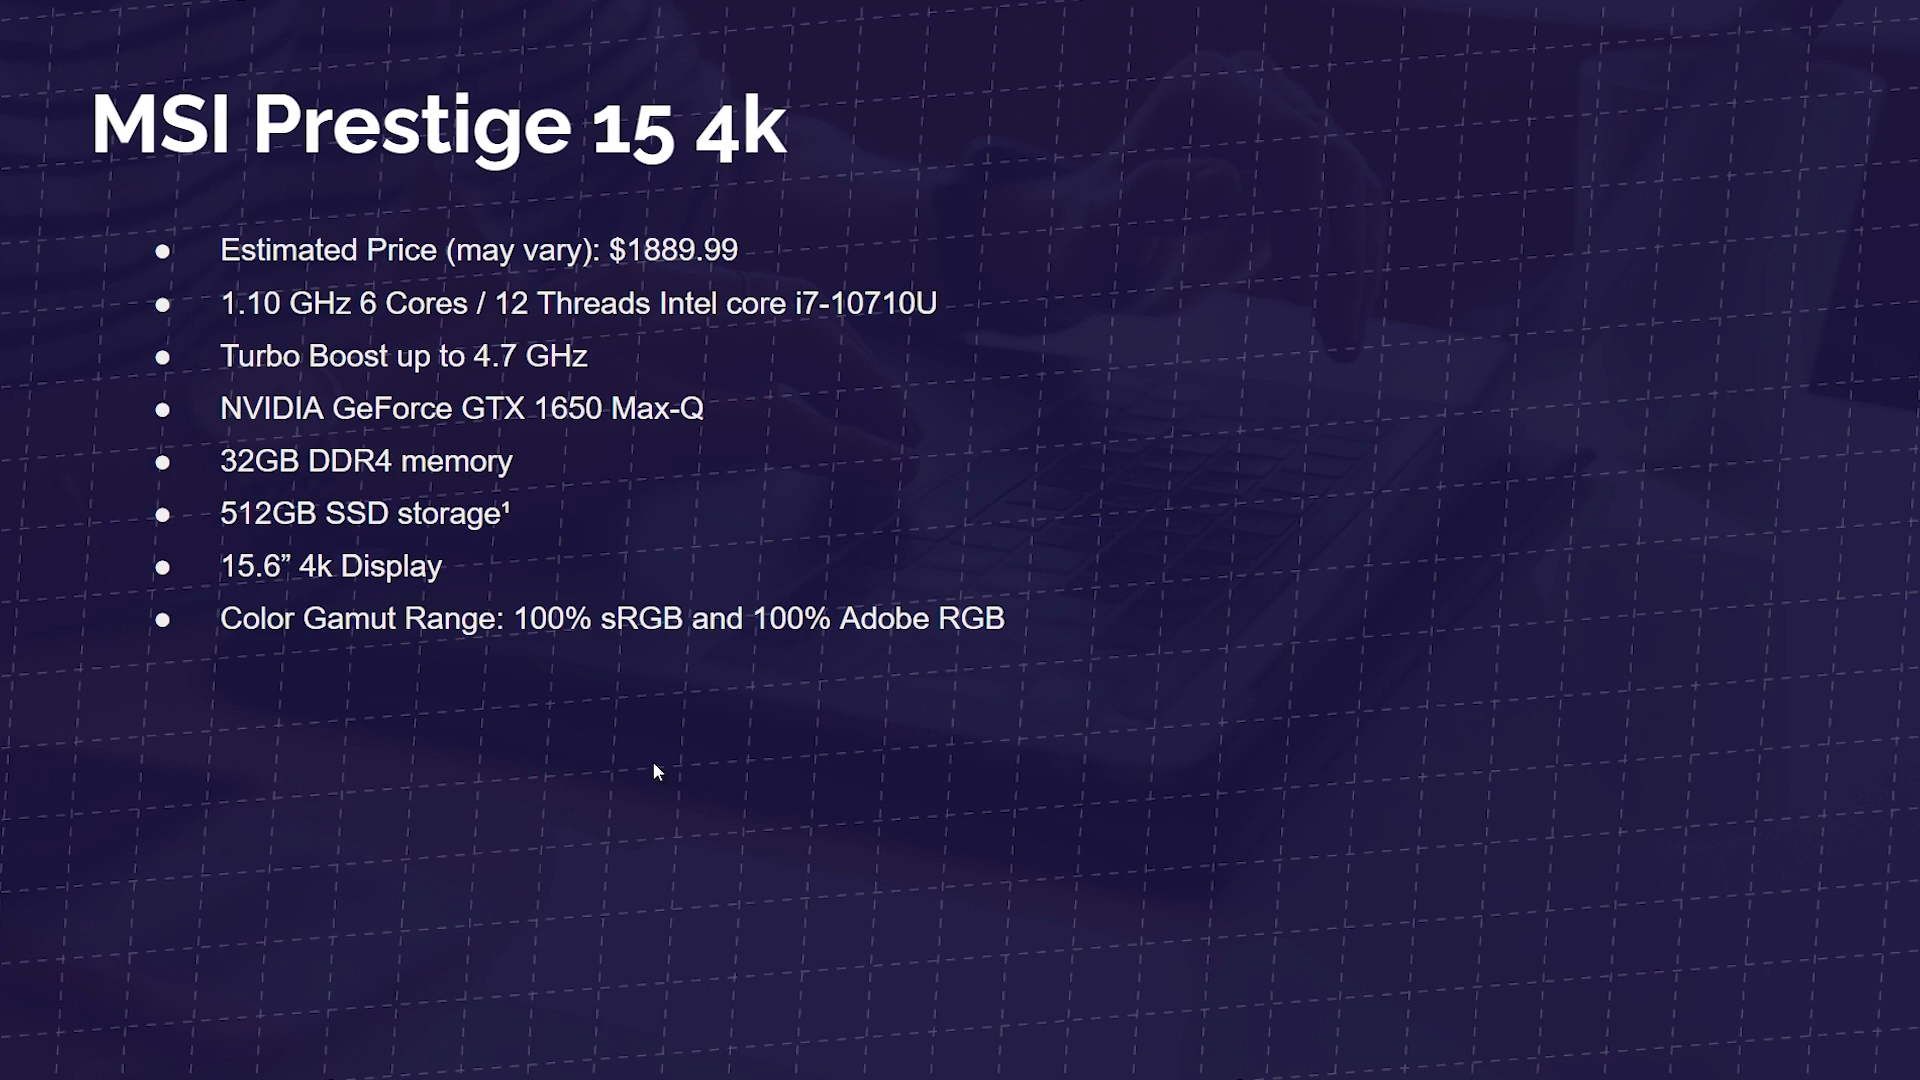 MSI Prestige 15 4k
● Estimated Price (may vary): $1889.99
● 1.10 GHz 6 Cores / 12 Threads Intel core i7-10710U
● Turbo Boost up to 4.7 GHz
● NVIDIA GeForce GTX 1650 Max-Q
● 32GB DDR4 memory
● 512GB SSD storage¹
● 15.6” 4k Display
● Color Gamut Range: 100% sRGB and 100% Adobe RGB